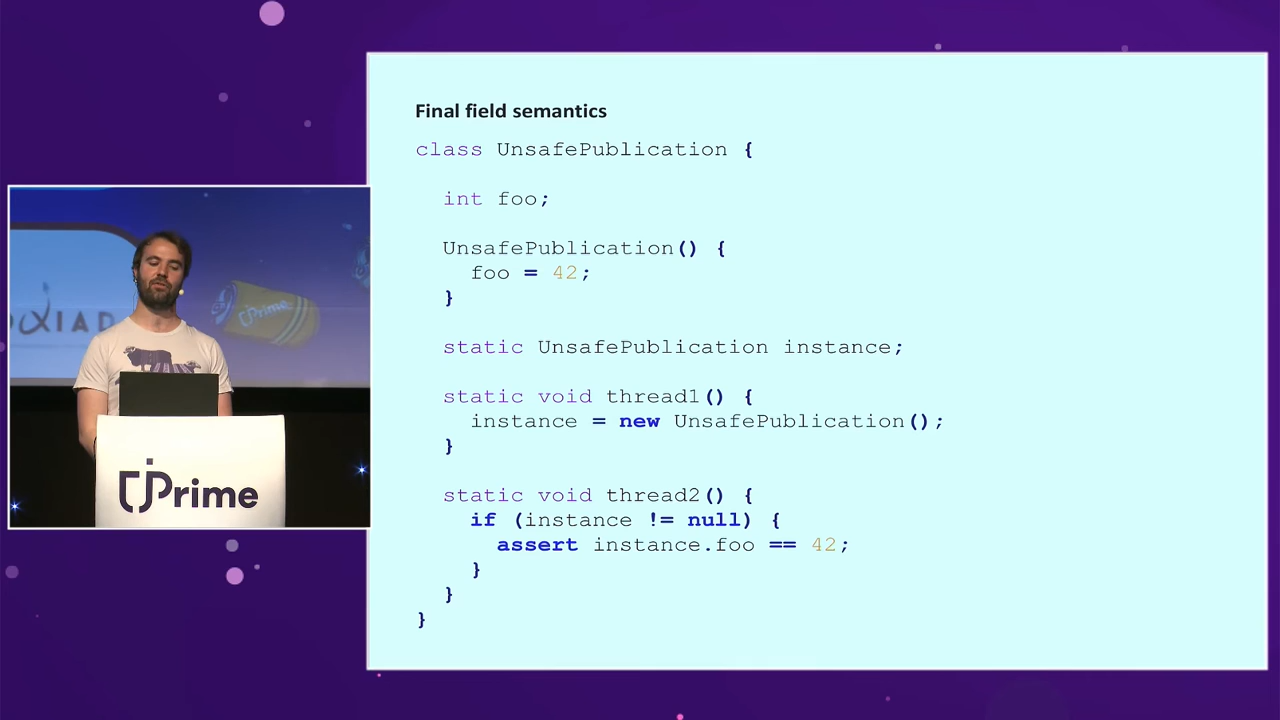 Final field semantics
class UnsafePublication {
int foo;
UnsafePublication() {
foo = 42;
}
static UnsafePublication instance;
static void thread1() {
instance = new UnsafePublication();
}
static void thread2() {
if (instance != null) {
assert instance.foo == 42;
}
}
}
jPrime
jPrime